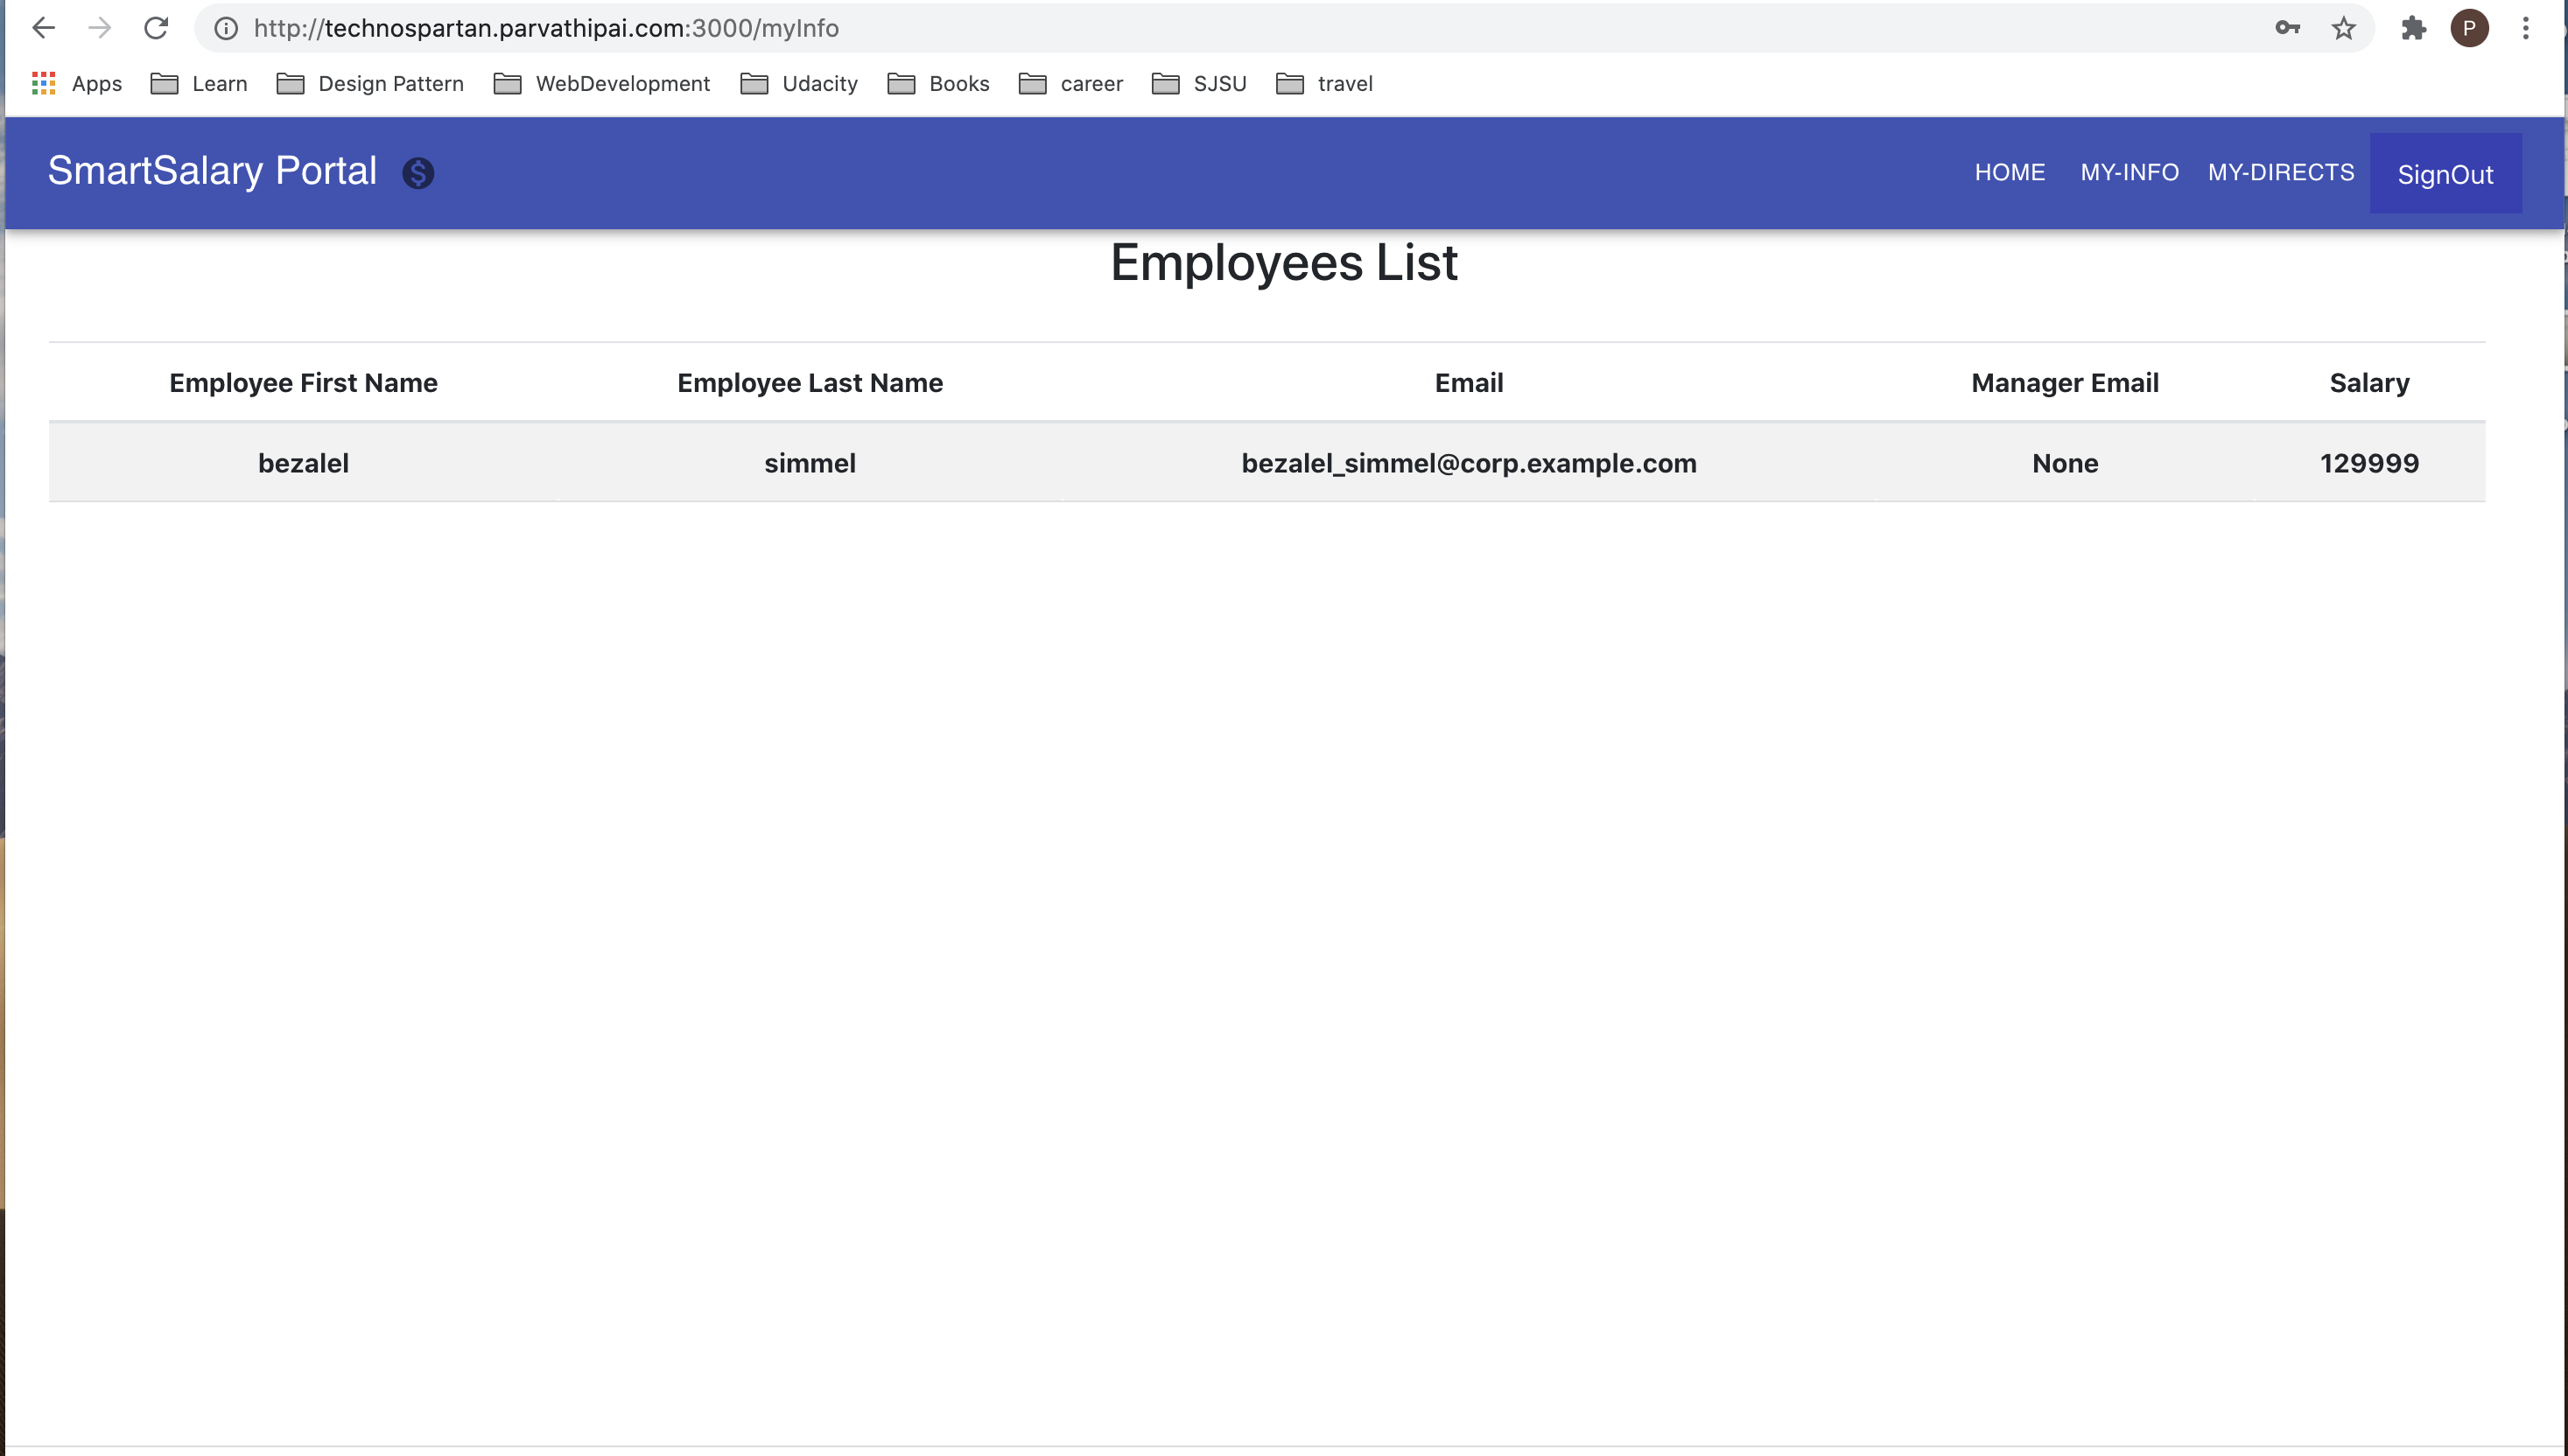 http://technospartan.parvathipai.com:3000/myInfo P
Apps Learn Design Pattern WebDevelopment Udacity Books career SJSU travel
SmartSalary Portal $ HOME MY-INFO MY-DIRECTS SignOut
Employees List
Employee First Name Employee Last Name Email Manager Email Salary
bezalel simmel bezalel_simmel@corp.example.com None 129999